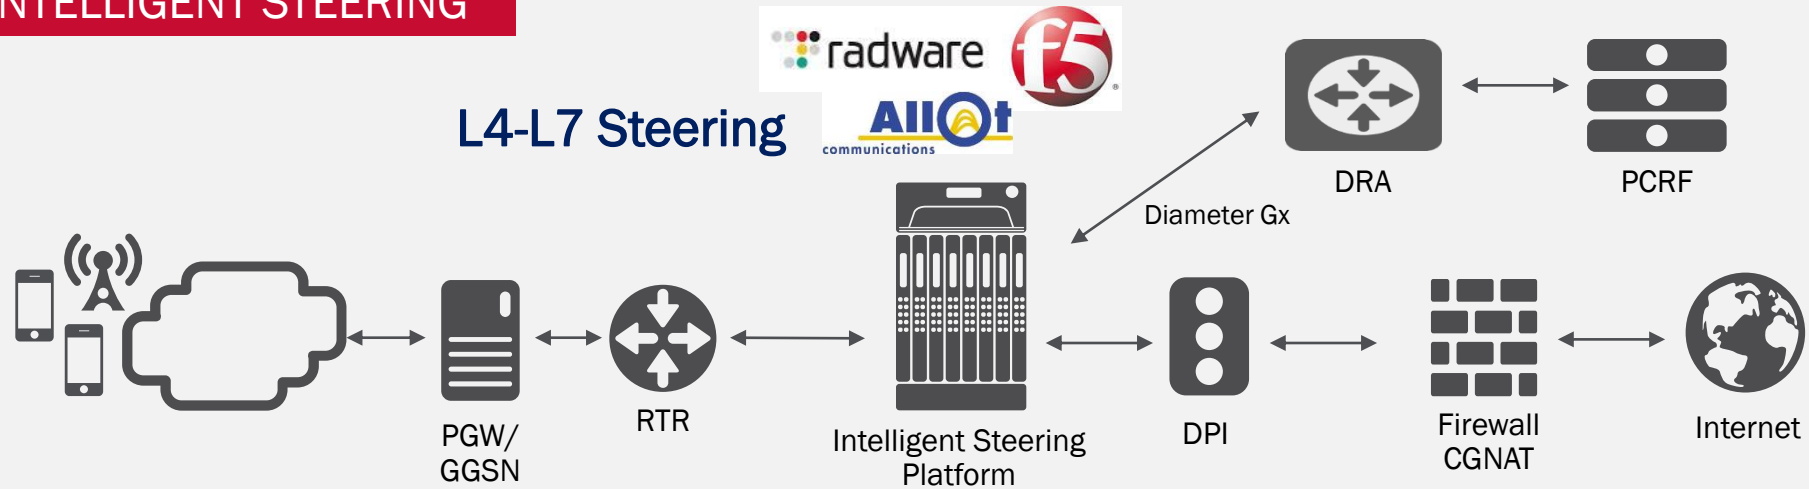 INTELLIGENT STEERING
radware
f5
Allot
communications
L4-L7 Steering
DRA
PCRF
Diameter Gx
PGW/
GGSN
RTR
Intelligent Steering
Platform
DPI
Firewall
CGNAT
Internet